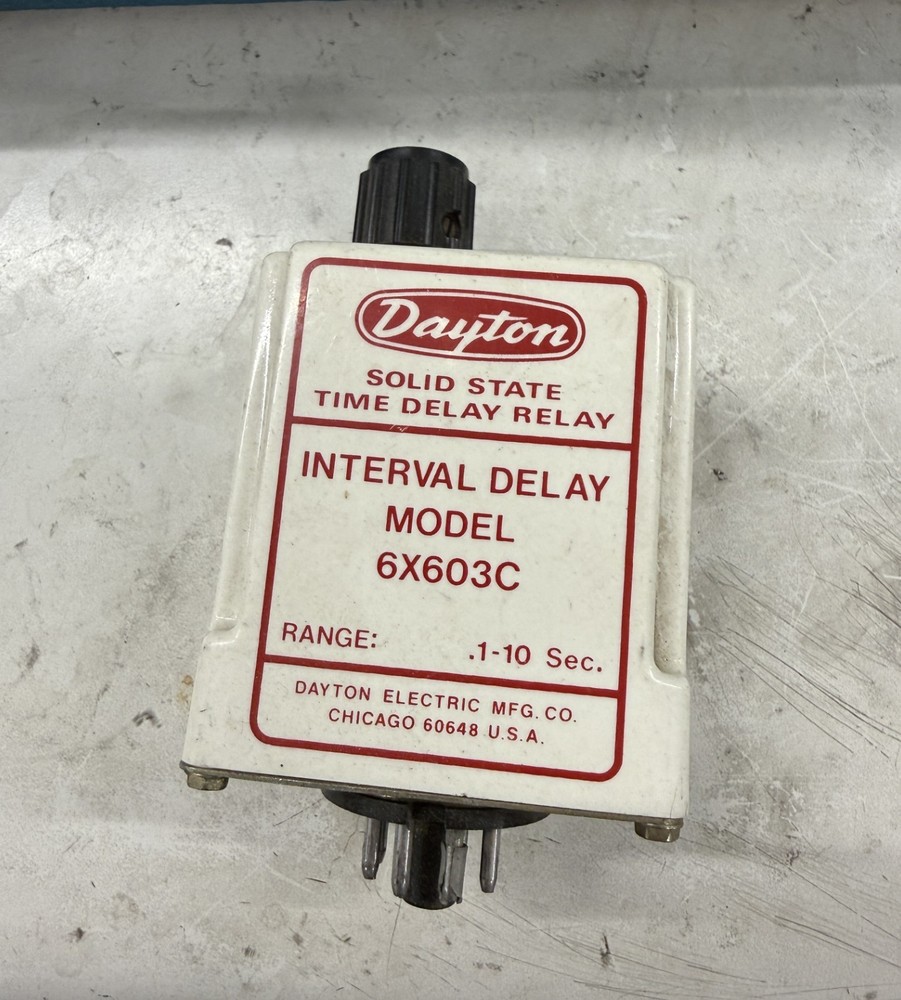 Dayton
SOLID STATE
TIME DELAY RELAY
INTERVAL DELAY
MODEL
6X603C
RANGE: .1-10 Sec.
DAYTON ELECTRIC MFG. CO.
CHICAGO 60648 U.S.A.